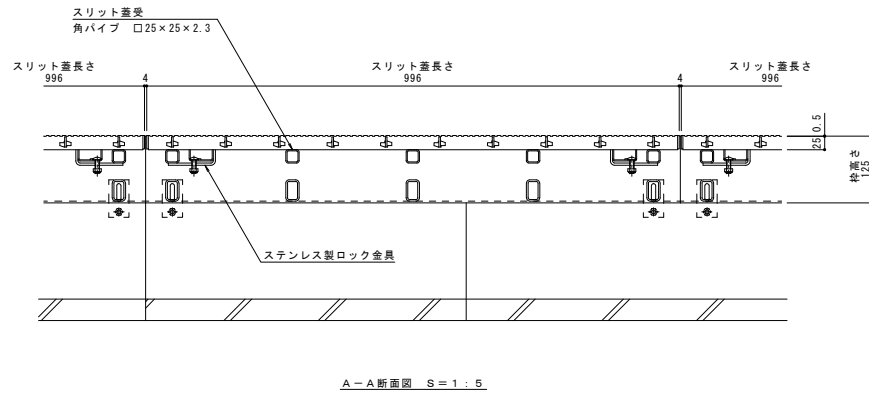 スリット蓋受
角パイプ □25×25×2.3
スリット蓋長さ
996
4
スリット蓋長さ
996
4
スリット蓋長さ
996
25
0.5
枠高さ
125
ステンレス製ロック金具
A－A断面図 S＝1：5